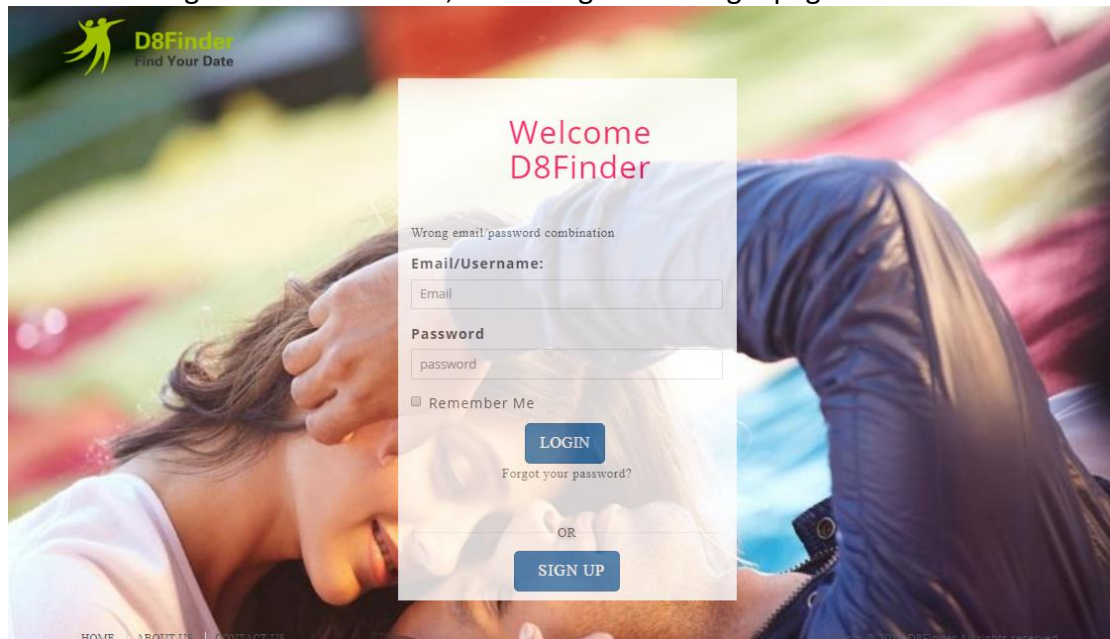 D8Finder
Find Your Date
Welcome
D8Finder
Wrong email/password combination
Email/Username:
Email
Password
password
Remember Me
LOGIN
Forgot your password?
OR
SIGN UP
HOME ABOUT US | CONTACT US